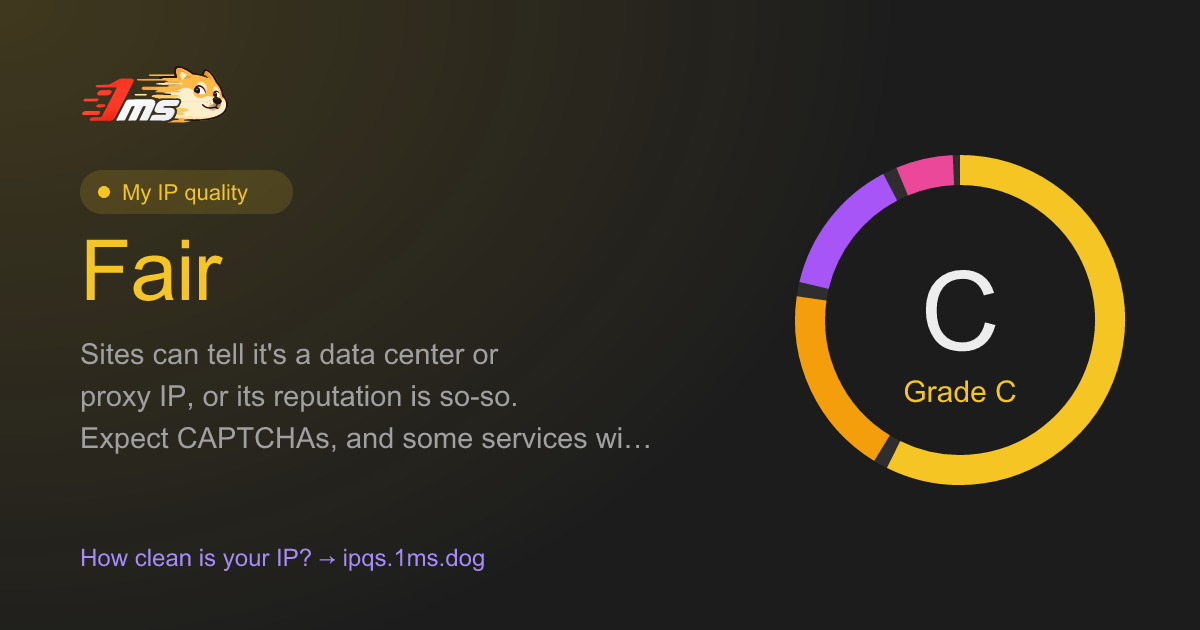 1ms
My IP quality
Fair
Sites can tell it's a data center or
proxy IP, or its reputation is so-so.
Expect CAPTCHAs, and some services wi…
How clean is your IP? → ipqs.1ms.dog
C
Grade C